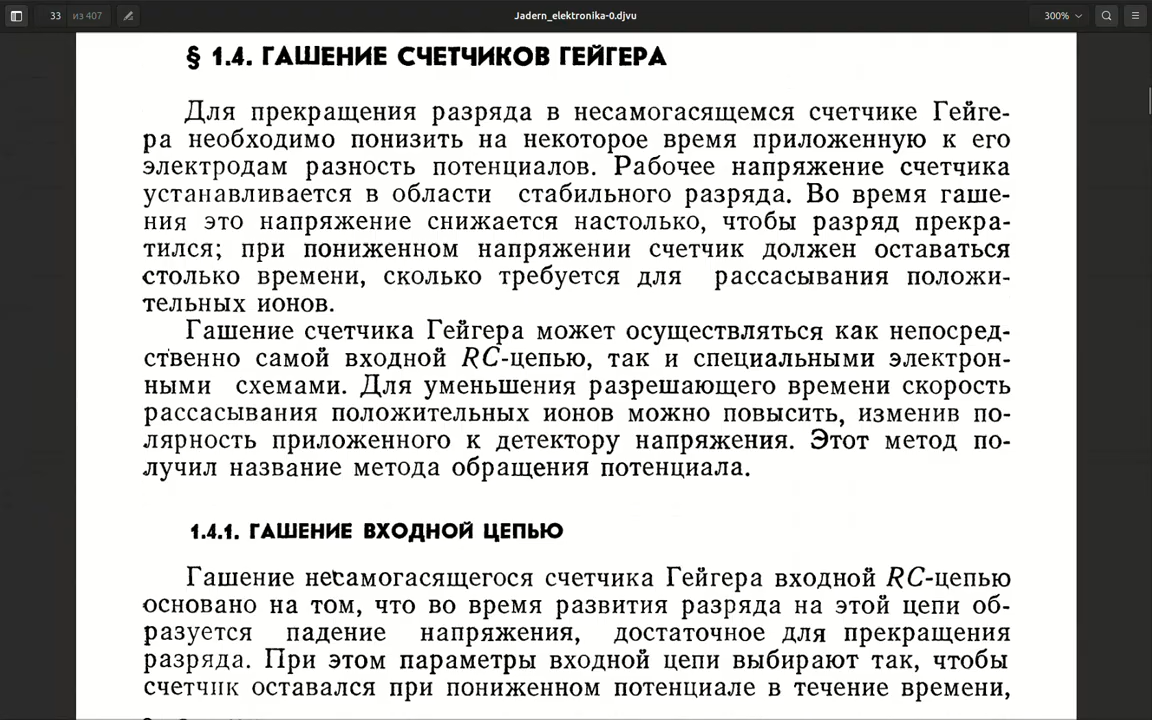 33 из 407
Jadern_elektronika-0.djvu
300%
§ 1.4. ГАШЕНИЕ СЧЕТЧИКОВ ГЕЙГЕРА
Для прекращения разряда в несамогасящемся счетчике Гейге-
ра необходимо понизить на некоторое время приложенную к его
электродам разность потенциалов. Рабочее напряжение счетчика
устанавливается в области стабильного разряда. Во время гаше-
ния это напряжение снижается настолько, чтобы разряд прекра-
тился; при пониженном напряжении счетчик должен оставаться
столько времени, сколько требуется для рассасывания положи-
тельных ионов.
Гашение счетчика Гейгера может осуществляться как непосред-
ственно самой входной RC-цепью, так и специальными электрон-
ными схемами. Для уменьшения разрешающего времени скорость
рассасывания положительных ионов можно повысить, изменив по-
лярность приложенного к детектору напряжения. Этот метод по-
лучил название метода обращения потенциала.
1.4.1. ГАШЕНИЕ ВХОДНОЙ ЦЕПЬЮ
Гашение несамогасящегося счетчика Гейгера входной RC-цепью
основано на том, что во время развития разряда на этой цепи об-
разуется падение напряжения, достаточное для прекращения
разряда. При этом параметры входной цепи выбирают так, чтобы
счетчик оставался при пониженном потенциале в течение времени,